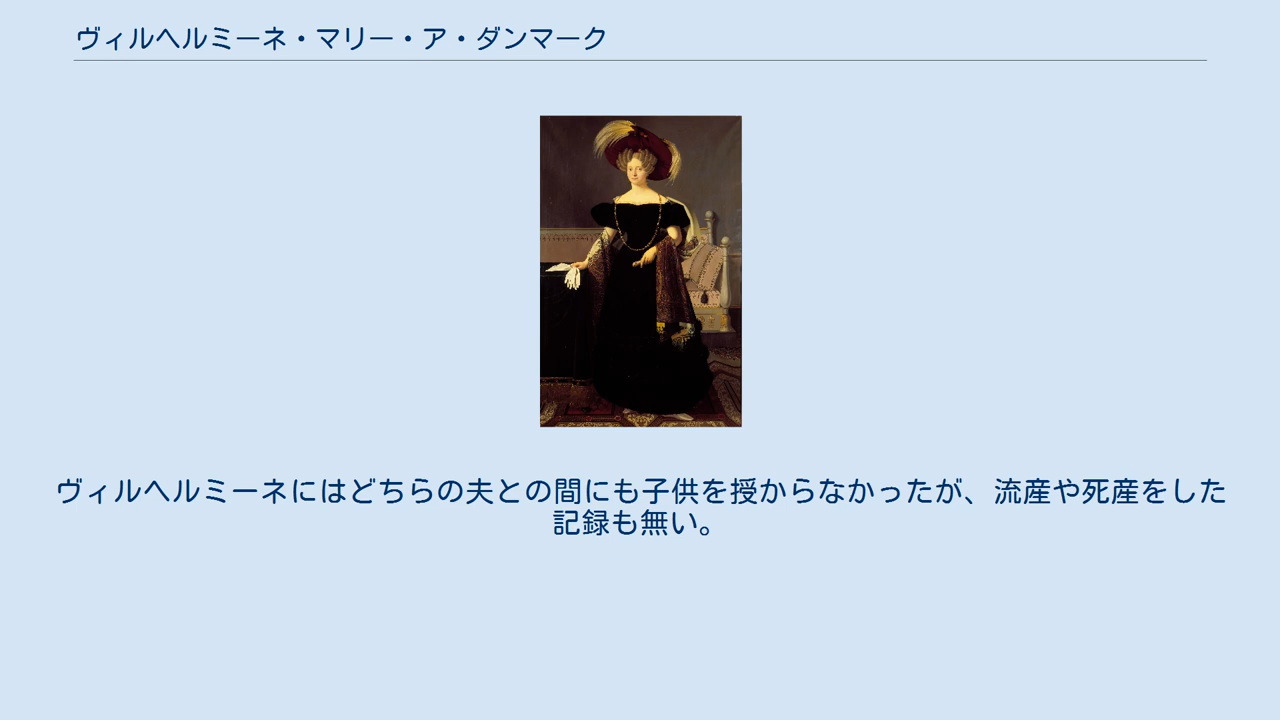 ヴィルヘルミーネ・マリー・ア・ダンマーク
ヴィルヘルミーネにはどちらの夫との間にも子供を授からなかったが、流産や死産をした
記録も無い。